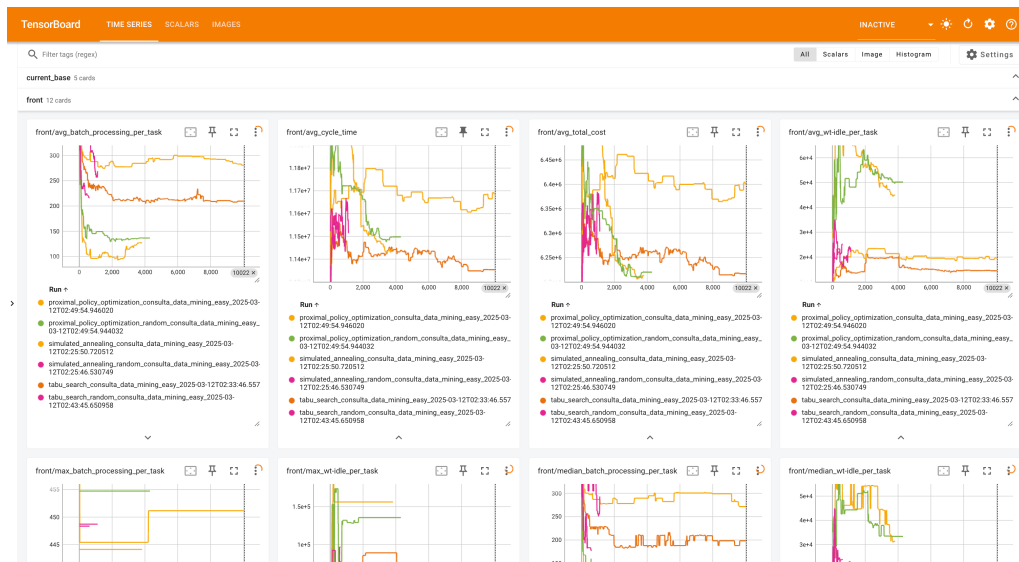 TensorBoard TIME SERIES SCALARS IMAGES INACTIVE
Filter tags (regex) All Scalars Image Histogram Settings
current_base 5 cards
front 12 cards
front/avg_batch_processing_per_task
300
250
200
150
100
0 2,000 4,000 6,000 8,000 10022 ×
Run ↑
proximal_policy_optimization_consulta_data_mining_easy_2025-03-
12T02:49:54.946020
proximal_policy_optimization_random_consulta_data_mining_easy_
03-12T02:49:54.944032
simulated_annealing_consulta_data_mining_easy_2025-03-
12T02:25:50.720512
simulated_annealing_random_consulta_data_mining_easy_2025-03-
12T02:25:46.530749
tabu_search_consulta_data_mining_easy_2025-03-12T02:33:46.557
tabu_search_random_consulta_data_mining_easy_2025-03-
12T02:43:45.650958
front/avg_cycle_time
1.18e+7
1.17e+7
1.16e+7
1.15e+7
1.14e+7
0 2,000 4,000 6,000 8,000 10022 ×
Run ↑
proximal_policy_optimization_consulta_data_mining_easy_2025-03-
12T02:49:54.946020
proximal_policy_optimization_random_consulta_data_mining_easy_
03-12T02:49:54.944032
simulated_annealing_consulta_data_mining_easy_2025-03-
12T02:25:50.720512
simulated_annealing_random_consulta_data_mining_easy_2025-03-
12T02:25:46.530749
tabu_search_consulta_data_mining_easy_2025-03-12T02:33:46.557
tabu_search_random_consulta_data_mining_easy_2025-03-
12T02:43:45.650958
front/avg_total_cost
6.45e+6
6.4e+6
6.35e+6
6.3e+6
6.25e+6
0 2,000 4,000 6,000 8,000 10022 ×
Run ↑
proximal_policy_optimization_consulta_data_mining_easy_2025-03-
12T02:49:54.946020
proximal_policy_optimization_random_consulta_data_mining_easy_
03-12T02:49:54.944032
simulated_annealing_consulta_data_mining_easy_2025-03-
12T02:25:50.720512
simulated_annealing_random_consulta_data_mining_easy_2025-03-
12T02:25:46.530749
tabu_search_consulta_data_mining_easy_2025-03-12T02:33:46.557
tabu_search_random_consulta_data_mining_easy_2025-03-
12T02:43:45.650958
front/avg_wt-idle_per_task
6e+4
5e+4
4e+4
3e+4
2e+4
0 2,000 4,000 6,000 8,000 10022 ×
Run ↑
proximal_policy_optimization_consulta_data_mining_easy_2025-03-
12T02:49:54.946020
proximal_policy_optimization_random_consulta_data_mining_easy_
03-12T02:49:54.944032
simulated_annealing_consulta_data_mining_easy_2025-03-
12T02:25:50.720512
simulated_annealing_random_consulta_data_mining_easy_2025-03-
12T02:25:46.530749
tabu_search_consulta_data_mining_easy_2025-03-12T02:33:46.557
tabu_search_random_consulta_data_mining_easy_2025-03-
12T02:43:45.650958
front/max_batch_processing_per_task
455
450
445
front/max_wt-idle_per_task
1.5e+5
1e+5
front/median_batch_processing_per_task
300
250
200
front/median_wt-idle_per_task
5e+4
4e+4
3e+4